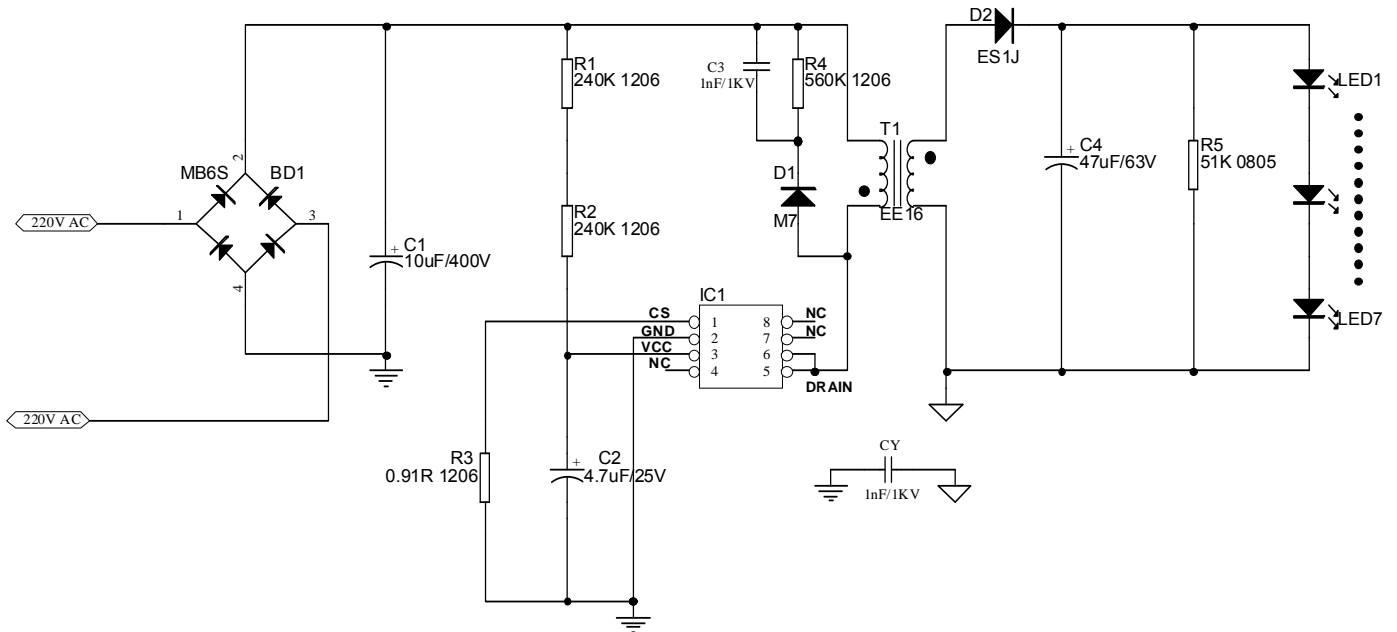 D2
ES1J
R1
240K 1206
C3
1nF/1KV
R4
560K 1206
LED1
T1
C4
47uF/63V
R5
51K 0805
2
MB6S
BD1
D1
M7
EE16
220V AC
1
3
R2
240K 1206
C1
10uF/400V
4
IC1
CS
1
8
NC
GND
2
7
NC
VCC
3
6
NC
4
5
DRAIN
LED7
220V AC
R3
0.91R 1206
C2
4.7uF/25V
CY
1nF/1KV
+
+
+